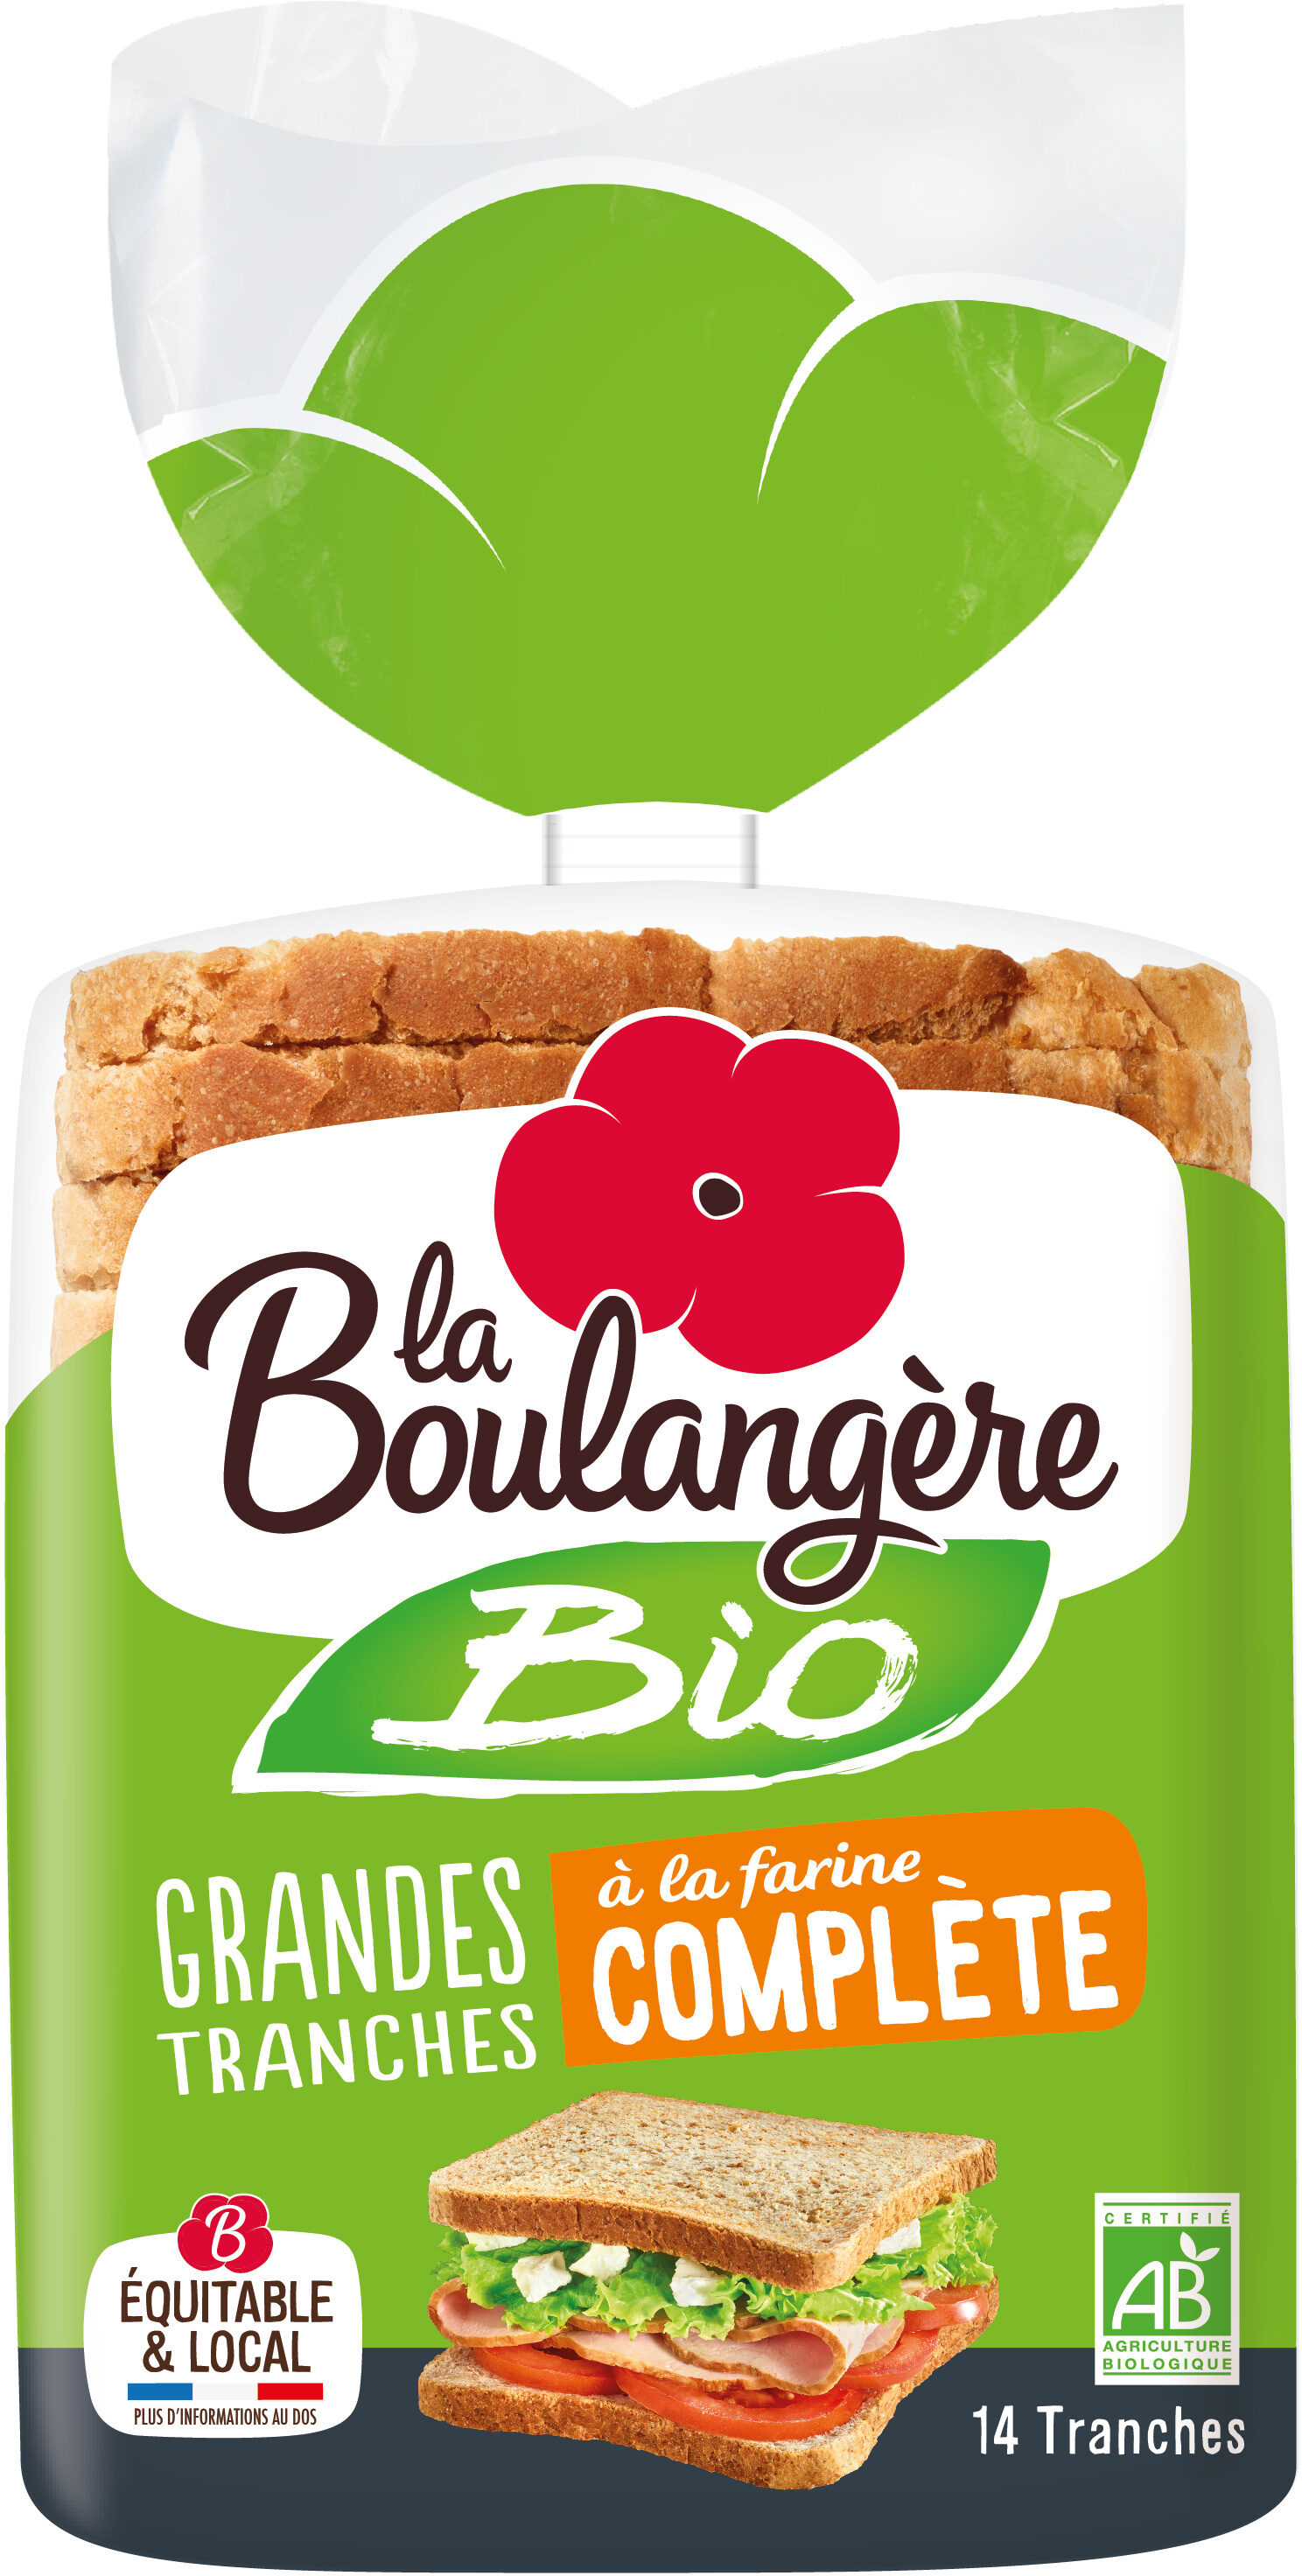 la
Boulangère
Bio
GRANDES
TRANCHES
à la farine
COMPLÈTE
B
ÉQUITABLE
& LOCAL
PLUS D'INFORMATIONS AU DOS
CERTIFIÉ
AB
AGRICULTURE
BIOLOGIQUE
14 Tranches